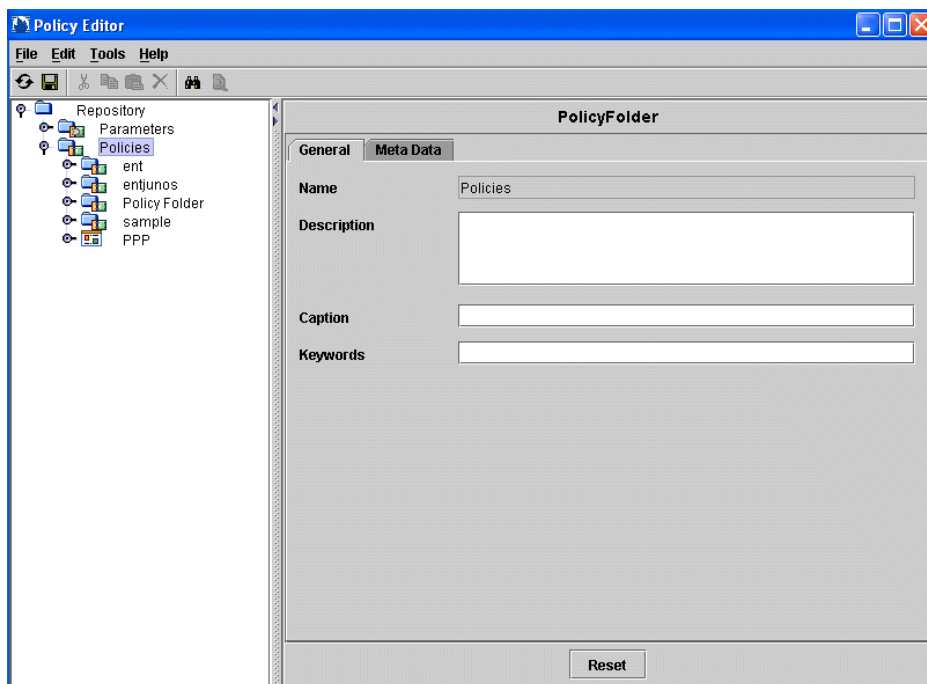 Policy Editor
File Edit Tools Help
Repository
Parameters
Policies
ent
entjunos
Policy Folder
sample
PPP
PolicyFolder
General Meta Data
Name Policies
Description
Caption
Keywords
Reset